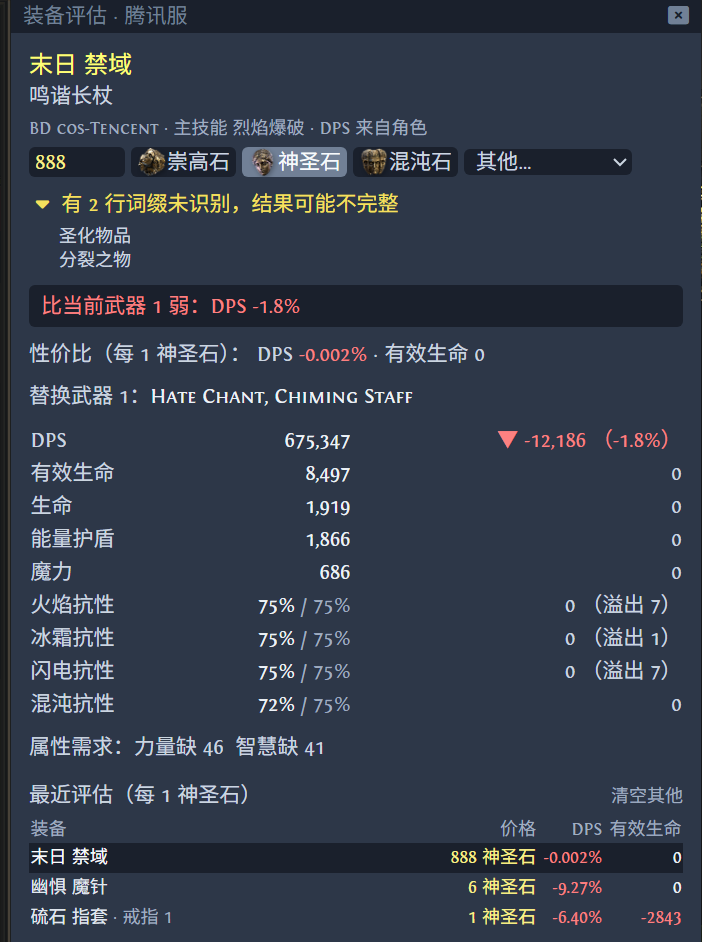 装备评估 · 腾讯服
末日 禁域
鸣谐长杖
BD cos-Tencent · 主技能 烈焰爆破 · DPS 来自角色
888 崇高石 神圣石 混沌石 其他...
有 2 行词缀未识别，结果可能不完整
圣化物品
分裂之物
比当前武器 1 弱：DPS -1.8%
性价比（每 1 神圣石）： DPS -0.002% · 有效生命 0
替换武器 1：Hate Chant, Chiming Staff
DPS 675,347 ▼ -12,186 （-1.8%）
有效生命 8,497 0
生命 1,919 0
能量护盾 1,866 0
魔力 686 0
火焰抗性 75% / 75% 0 （溢出 7）
冰霜抗性 75% / 75% 0 （溢出 1）
闪电抗性 75% / 75% 0 （溢出 7）
混沌抗性 72% / 75% 0
属性需求：力量缺 46 智慧缺 41
最近评估（每 1 神圣石） 清空其他
装备 价格 DPS 有效生命
末日 禁域 888 神圣石 -0.002% 0
幽惧 魔针 6 神圣石 -9.27% 0
硫石 指套 · 戒指 1 1 神圣石 -6.40% -2843